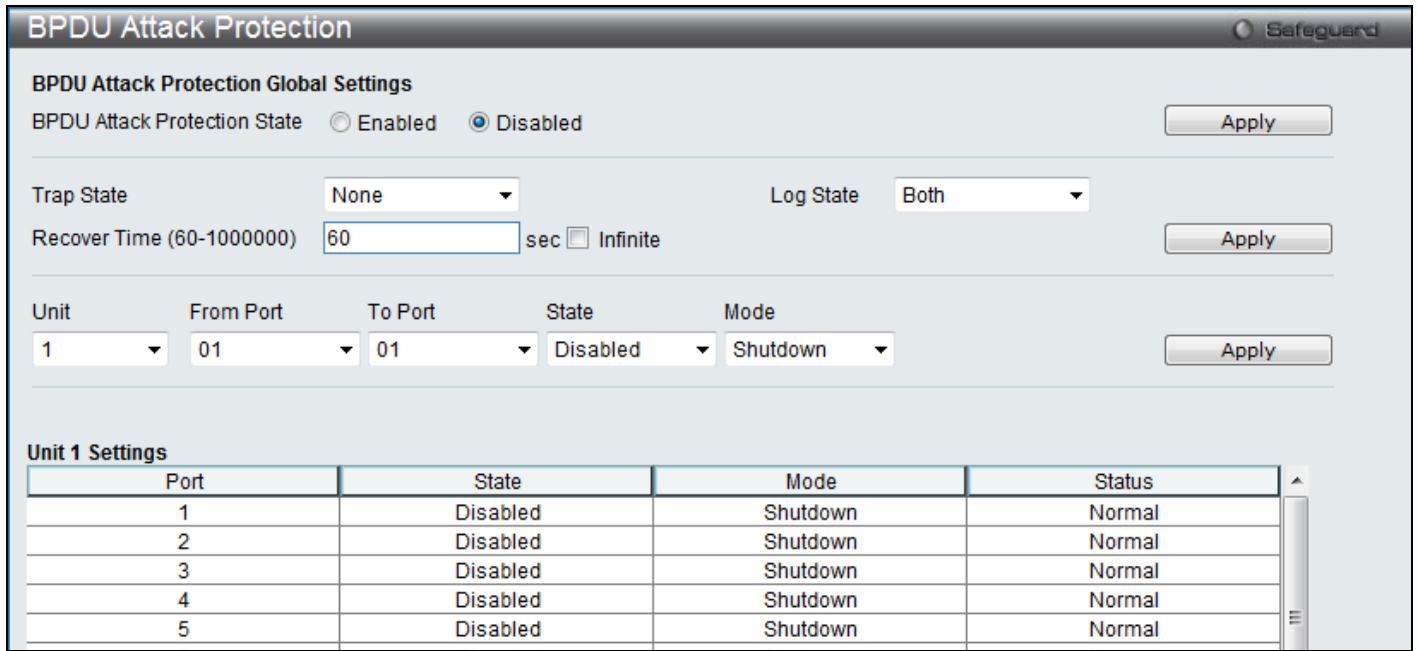 BPDU Attack Protection
Safeguard
BPDU Attack Protection Global Settings
BPDU Attack Protection State Enabled Disabled Apply
Trap State None Log State Both
Recover Time (60-1000000) 60 sec Infinite Apply
Unit From Port To Port State Mode
1 01 01 Disabled Shutdown Apply
Unit 1 Settings
Port State Mode Status
1 Disabled Shutdown Normal
2 Disabled Shutdown Normal
3 Disabled Shutdown Normal
4 Disabled Shutdown Normal
5 Disabled Shutdown Normal